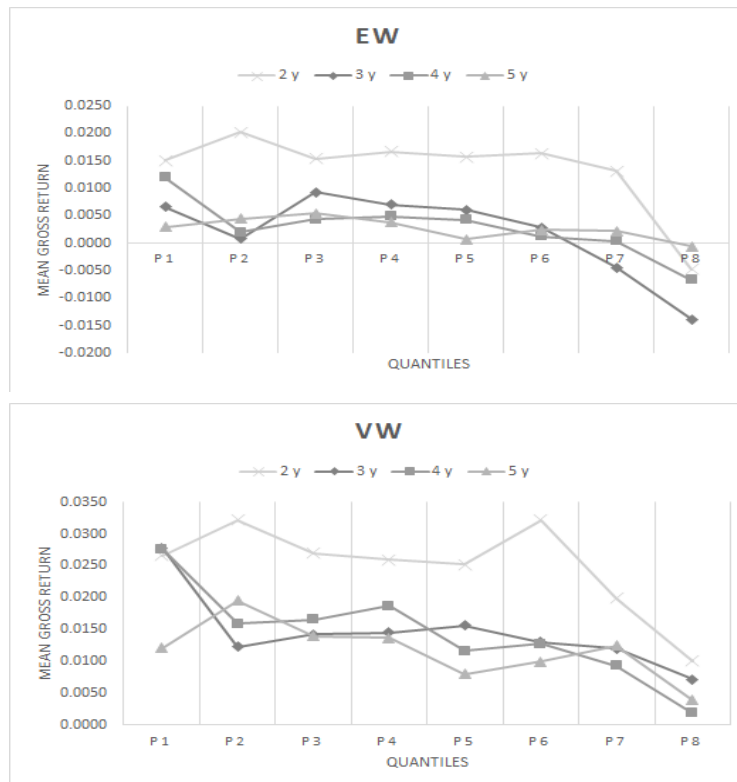 EW
2 y 3 y 4 y 5 y
0.0250
0.0200
0.0150
0.0100
0.0050
0.0000
-0.0050
-0.0100
-0.0150
-0.0200
MEAN GROSS RETURN
P 1 P 2 P 3 P 4 P 5 P 6 P 7 P 8
QUANTILES
VW
2 y 3 y 4 y 5 y
0.0350
0.0300
0.0250
0.0200
0.0150
0.0100
0.0050
0.0000
MEAN GROSS RETURN
P 1 P 2 P 3 P 4 P 5 P 6 P 7 P 8
QUANTILES